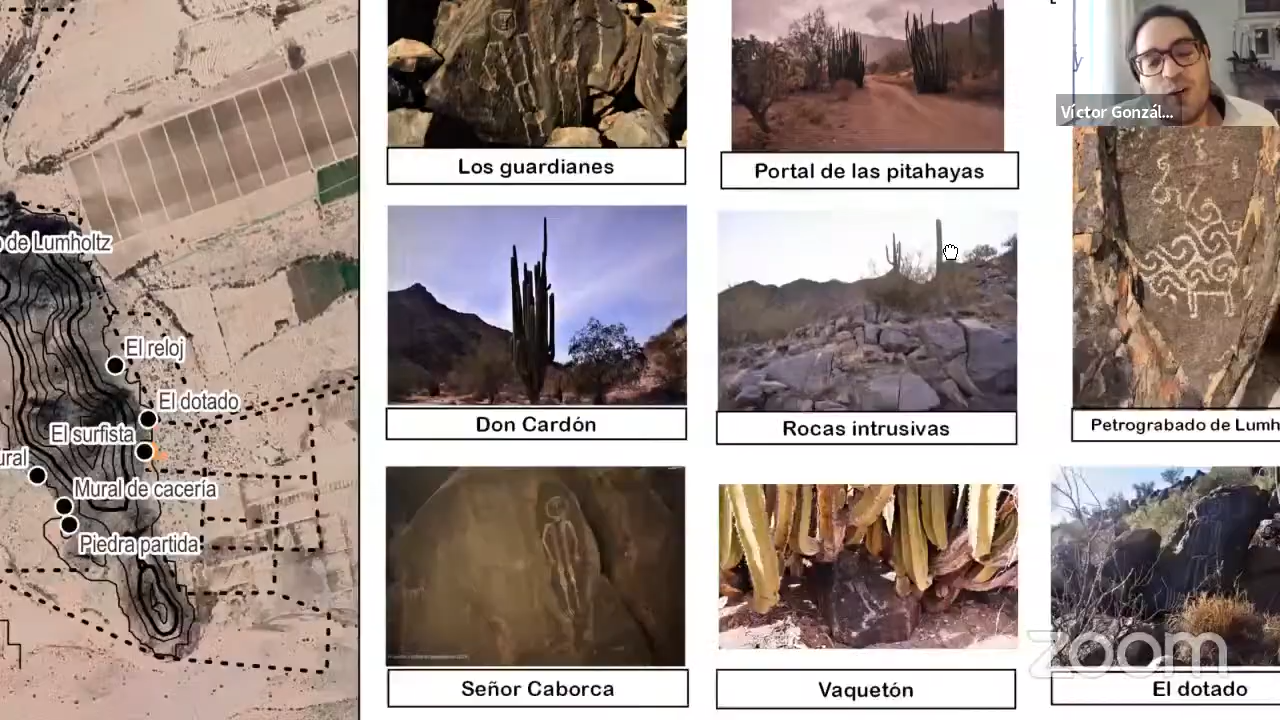 Víctor Gonzál...
de Lumholtz
El reloj
El dotado
El surfista
Mural de cacería
Piedra partida
Los guardianes
Portal de las pitahayas
Don Cardón
Rocas intrusivas
Petrograbado de Lumh
Señor Caborca
Vaquetón
El dotado
zoom